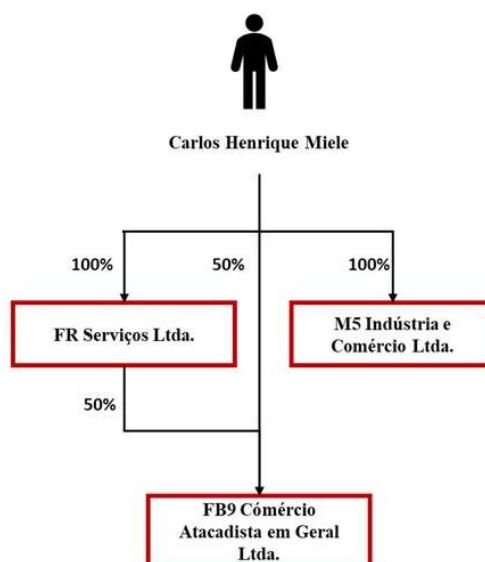 Carlos Henrique Miele
100%
50%
100%
FR Serviços Ltda.
M5 Indústria e
Comércio Ltda.
50%
FB9 Cómércio
Atacadista em Geral
Ltda.